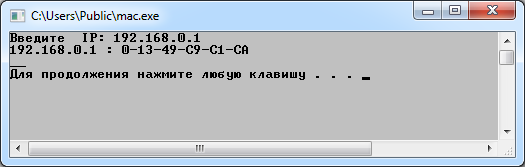 C:\Users\Public\mac.exe
Введите  IP: 192.168.0.1
192.168.0.1 : 0-13-49-C9-C1-CA
__
Для продолжения нажмите любую клавишу . . . _